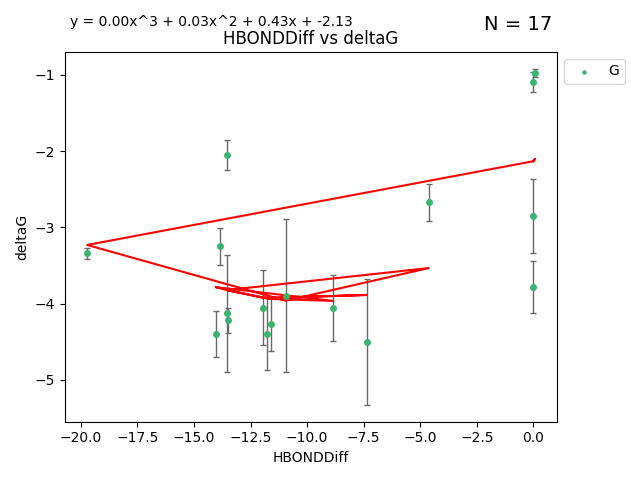 y = 0.00x^3 + 0.03x^2 + 0.43x + -2.13
N = 17
HBONDDiff vs deltaG
G
deltaG
−1
−2
−3
−4
−5
−20.0 −17.5 −15.0 −12.5 −10.0 −7.5 −5.0 −2.5 0.0
HBONDDiff